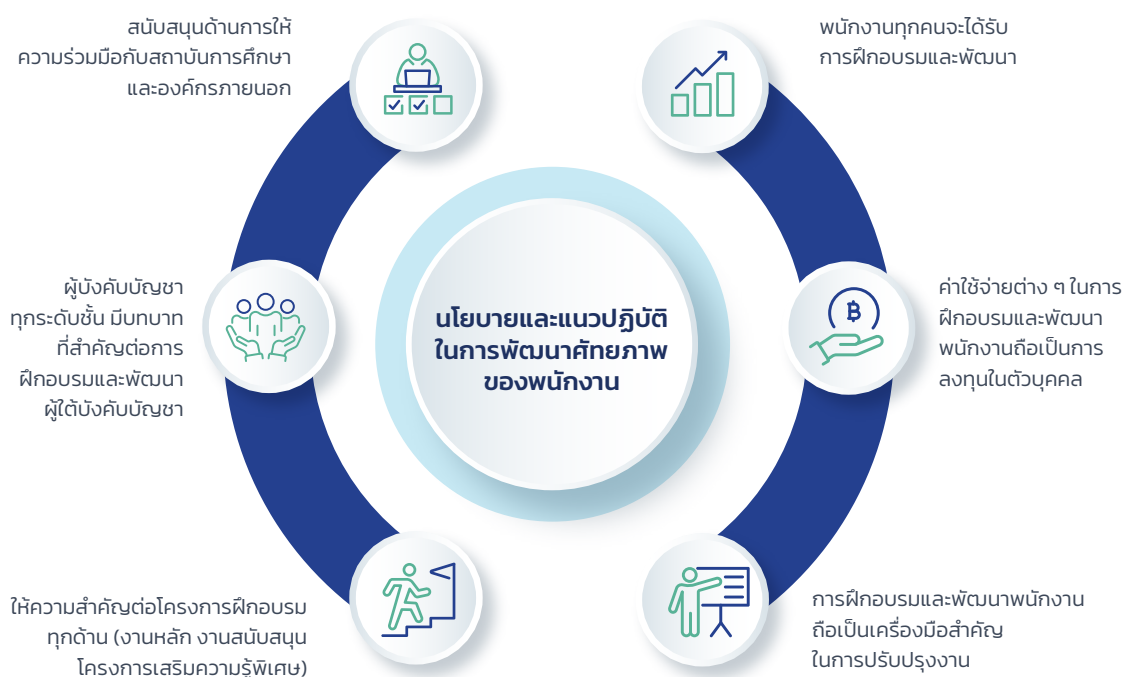 สนับสนุนด้านการให้
ความร่วมมือกับสถาบันการศึกษา
และองค์กรภายนอก
พนักงานทุกคนจะได้รับ
การฝึกอบรมและพัฒนา
ผู้บังคับบัญชา
ทุกระดับชั้น มีบทบาท
ที่สำคัญต่อการ
ฝึกอบรมและพัฒนา
ผู้ใต้บังคับบัญชา
นโยบายและแนวปฏิบัติ
ในการพัฒนาศักยภาพ
ของพนักงาน
฿
ค่าใช้จ่ายต่าง ๆ ในการ
ฝึกอบรมและพัฒนา
พนักงานถือเป็นการ
ลงทุนในตัวบุคคล
ให้ความสำคัญต่อโครงการฝึกอบรม
ทุกด้าน (งานหลัก งานสนับสนุน
โครงการเสริมความรู้พิเศษ)
การฝึกอบรมและพัฒนาพนักงาน
ถือเป็นเครื่องมือสำคัญ
ในการปรับปรุงงาน